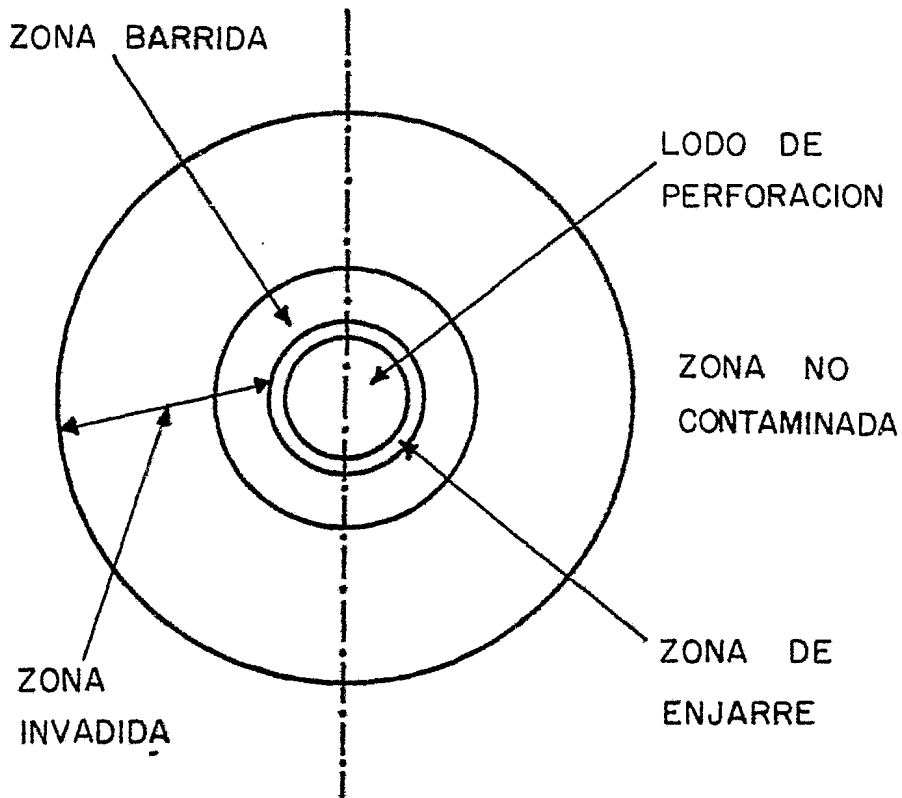 ZONA BARRIDA
LODO DE
PERFORACION
ZONA NO
CONTAMINADA
ZONA
INVADIDA
ZONA DE
ENJARRE